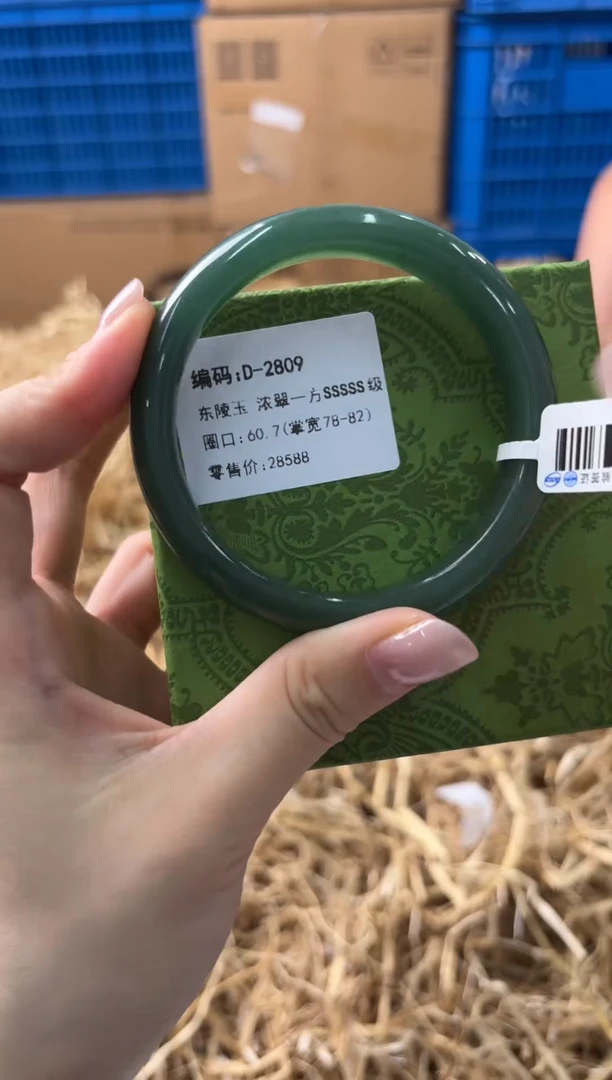 编码:D-2809
东陵玉 浓翠一方SSSSS级
圈口:60.7(掌宽78-82)
零售价:28588